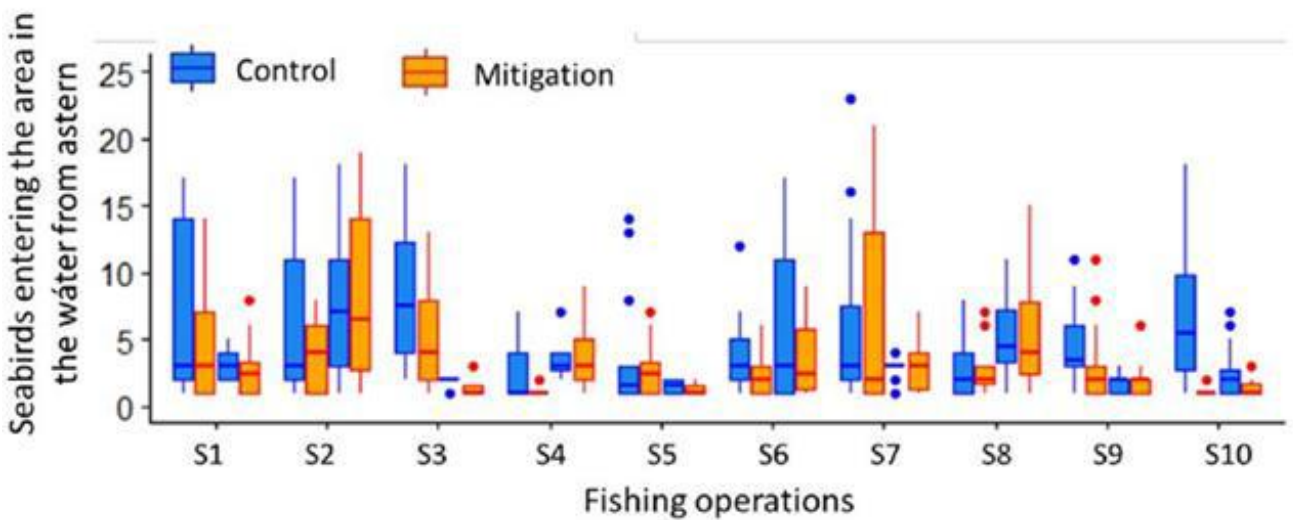 Seabirds entering the area in
the wáter from astern
Control
Mitigation
25
20
15
10
5
0
S1 S2 S3 S4 S5 S6 S7 S8 S9 S10
Fishing operations